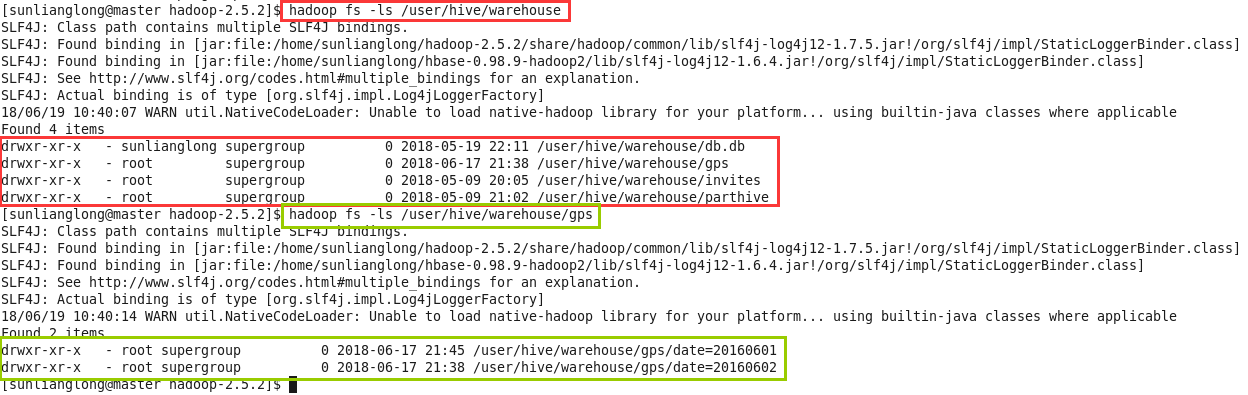 [sunlianglong@master hadoop-2.5.2]$ hadoop fs -ls /user/hive/warehouse
SLF4J: Class path contains multiple SLF4J bindings.
SLF4J: Found binding in [jar:file:/home/sunlianglong/hadoop-2.5.2/share/hadoop/common/lib/slf4j-log4j12-1.7.5.jar!/org/slf4j/impl/StaticLoggerBinder.class]
SLF4J: Found binding in [jar:file:/home/sunlianglong/hbase-0.98.9-hadoop2/lib/slf4j-log4j12-1.6.4.jar!/org/slf4j/impl/StaticLoggerBinder.class]
SLF4J: See http://www.slf4j.org/codes.html#multiple_bindings for an explanation.
SLF4J: Actual binding is of type [org.slf4j.impl.Log4jLoggerFactory]
18/06/19 10:40:07 WARN util.NativeCodeLoader: Unable to load native-hadoop library for your platform... using builtin-java classes where applicable
Found 4 items
drwxr-xr-x   - sunlianglong supergroup          0 2018-05-19 22:11 /user/hive/warehouse/db.db
drwxr-xr-x   - root         supergroup          0 2018-06-17 21:38 /user/hive/warehouse/gps
drwxr-xr-x   - root         supergroup          0 2018-05-09 20:05 /user/hive/warehouse/invites
drwxr-xr-x   - root         supergroup          0 2018-05-09 21:02 /user/hive/warehouse/parthive
[sunlianglong@master hadoop-2.5.2]$ hadoop fs -ls /user/hive/warehouse/gps
SLF4J: Class path contains multiple SLF4J bindings.
SLF4J: Found binding in [jar:file:/home/sunlianglong/hadoop-2.5.2/share/hadoop/common/lib/slf4j-log4j12-1.7.5.jar!/org/slf4j/impl/StaticLoggerBinder.class]
SLF4J: Found binding in [jar:file:/home/sunlianglong/hbase-0.98.9-hadoop2/lib/slf4j-log4j12-1.6.4.jar!/org/slf4j/impl/StaticLoggerBinder.class]
SLF4J: See http://www.slf4j.org/codes.html#multiple_bindings for an explanation.
SLF4J: Actual binding is of type [org.slf4j.impl.Log4jLoggerFactory]
18/06/19 10:40:14 WARN util.NativeCodeLoader: Unable to load native-hadoop library for your platform... using builtin-java classes where applicable
Found 2 items
drwxr-xr-x   - root supergroup          0 2018-06-17 21:45 /user/hive/warehouse/gps/date=20160601
drwxr-xr-x   - root supergroup          0 2018-06-17 21:38 /user/hive/warehouse/gps/date=20160602
[sunlianglong@master hadoop-2.5.2]$